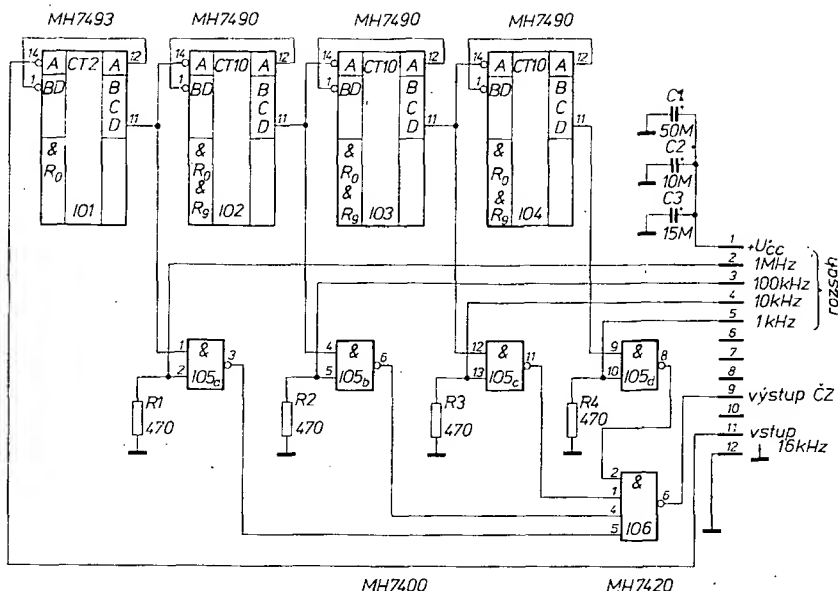 MH7493 MH7490 MH7490 MH7490
14 A CT2 A 12 14 A CT10 A 12 14 A CT10 A 12 14 A CT10 A 12
1 BD B 1 BD B 1 BD B 1 BD B
C C C C
D 11 D 11 D 11 D 11
& & & &
R0 R0 R0 R0
& & &
IO1 R9 IO2 R9 IO3 R9 IO4
C1
50M
C2
10M
C3
15M
1 +Ucc
2 1MHz
3 100kHz
4 10kHz
5 1kHz
rozsah
6
7
8
9 výstup ČZ
10
11 vstup
12 16kHz
1 & 3 4 & 6 12 & 11 9 & 8
2 IO5a 5 IO5b 13 IO5c 10 IO5d
R1 R2 R3 R4
470 470 470 470
2 &
1 6
4
5 IO6
MH7400 MH7420